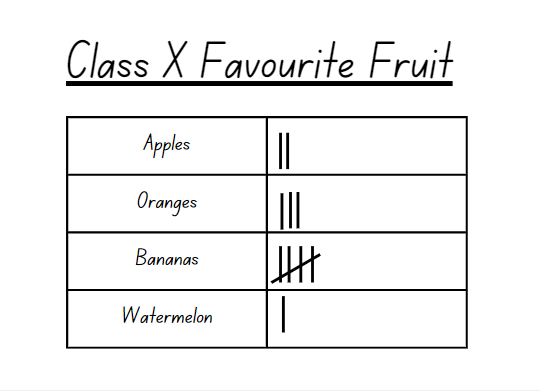 Class X Favourite Fruit
Apples
Oranges
Bananas
Watermelon